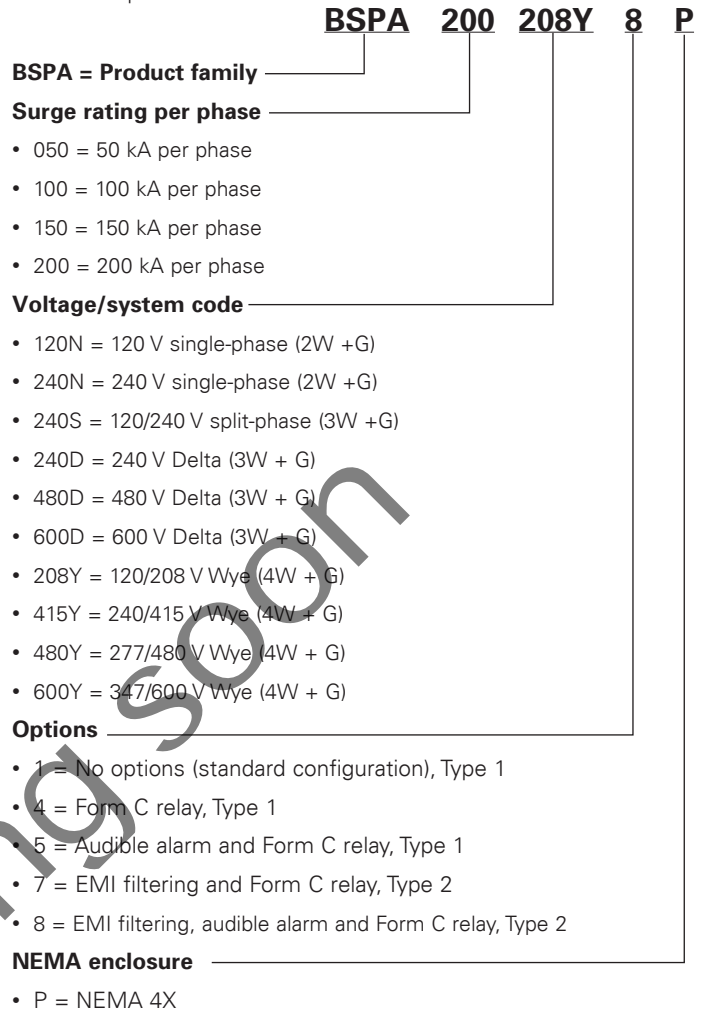 BSPA 200 208Y 8 P
BSPA = Product family
Surge rating per phase
• 050 = 50 kA per phase
• 100 = 100 kA per phase
• 150 = 150 kA per phase
• 200 = 200 kA per phase
Voltage/system code
• 120N = 120 V single-phase (2W +G)
• 240N = 240 V single-phase (2W +G)
• 240S = 120/240 V split-phase (3W +G)
• 240D = 240 V Delta (3W + G)
• 480D = 480 V Delta (3W + G)
• 600D = 600 V Delta (3W + G)
• 208Y = 120/208 V Wye (4W + G)
• 415Y = 240/415 V Wye (4W + G)
• 480Y = 277/480 V Wye (4W + G)
• 600Y = 347/600 V Wye (4W + G)
Options
• 1 = No options (standard configuration), Type 1
• 4 = Form C relay, Type 1
• 5 = Audible alarm and Form C relay, Type 1
• 7 = EMI filtering and Form C relay, Type 2
• 8 = EMI filtering, audible alarm and Form C relay, Type 2
NEMA enclosure
• P = NEMA 4X
ng soon